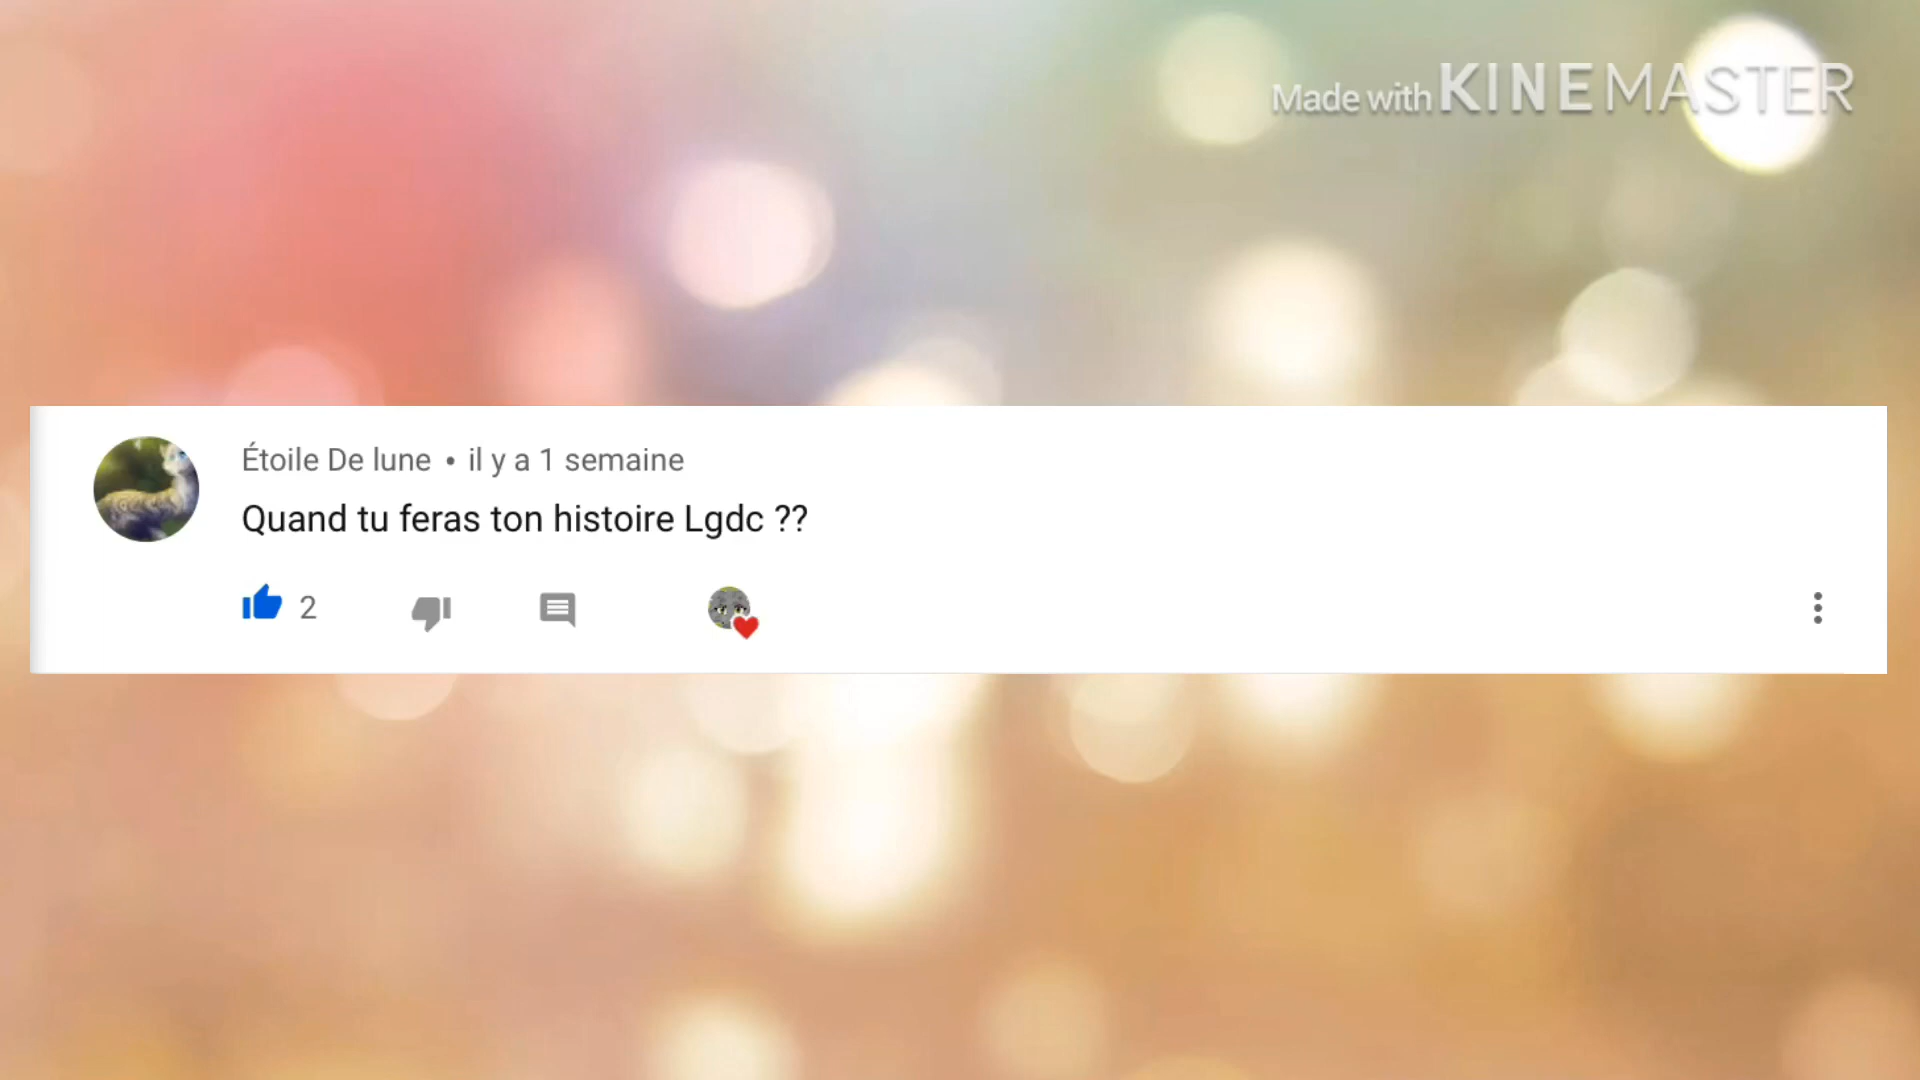 Made with KINEMASTER
Étoile De lune • il y a 1 semaine
Quand tu feras ton histoire Lgdc ??
2